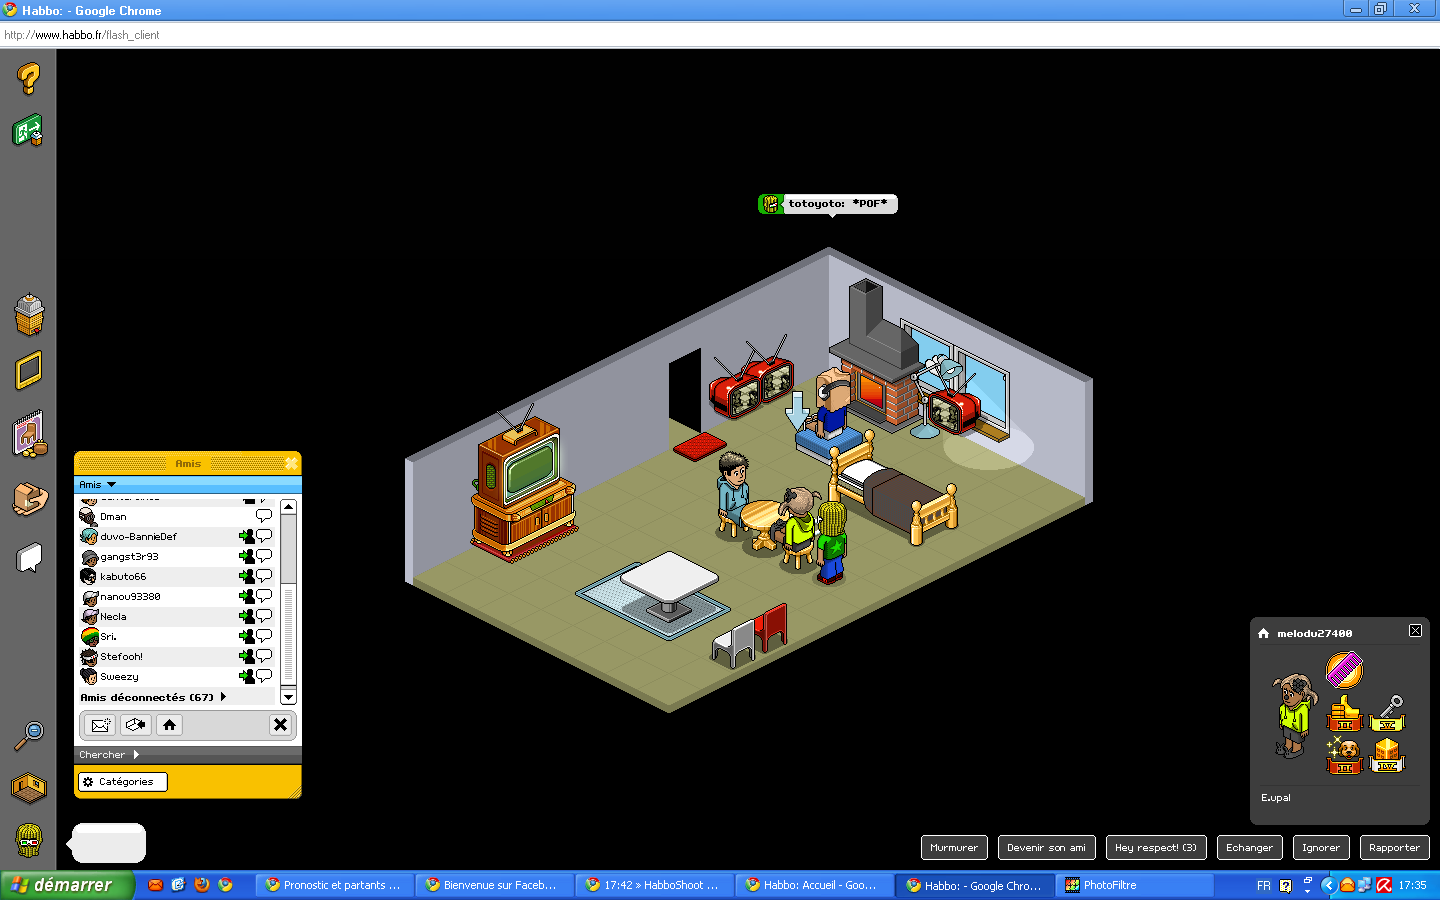 Habbo: - Google Chrome
http://www.habbo.fr/flash_client
totoyoto: *POF*
Amis
Amis
Dman
duvo-BannieDef
gangst3r93
kabuto66
nanou93380
Necla
Sri.
Stefooh!
Sweezy
Amis déconnectés (67)
Chercher
Catégories
melodu27400
E.upal
Murmurer
Devenir son ami
Hey respect! (3)
Echanger
Ignorer
Rapporter
démarrer
Pronostic et partants ...
Bienvenue sur Faceb...
17:42 » HabboShoot ...
Habbo: Accueil - Goo...
Habbo: - Google Chro...
PhotoFiltre
FR
17:35